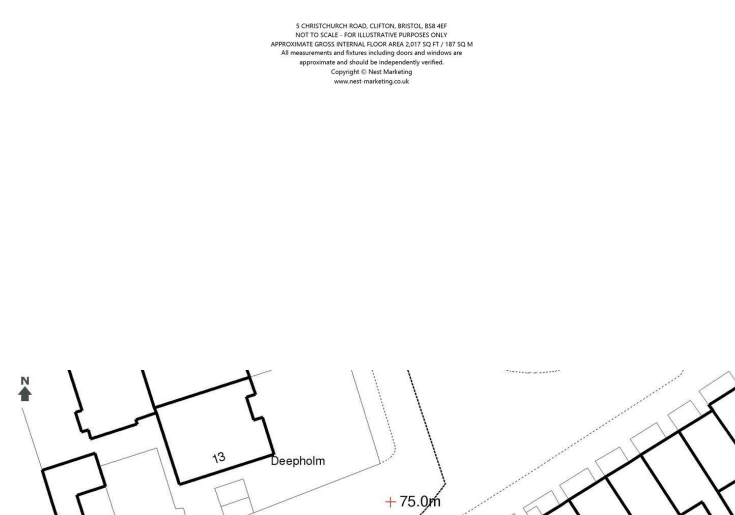 5 CHRISTCHURCH ROAD, CLIFTON, BRISTOL, BS8 4EF
NOT TO SCALE - FOR ILLUSTRATIVE PURPOSES ONLY
APPROXIMATE GROSS INTERNAL FLOOR AREA 2,017 SQ FT / 187 SQ M
All measurements and fixtures including doors and windows are
approximate and should be independently verified.
Copyright © Nest Marketing
www.nest-marketing.co.uk
N
13
Deepholm
+ 75.0m